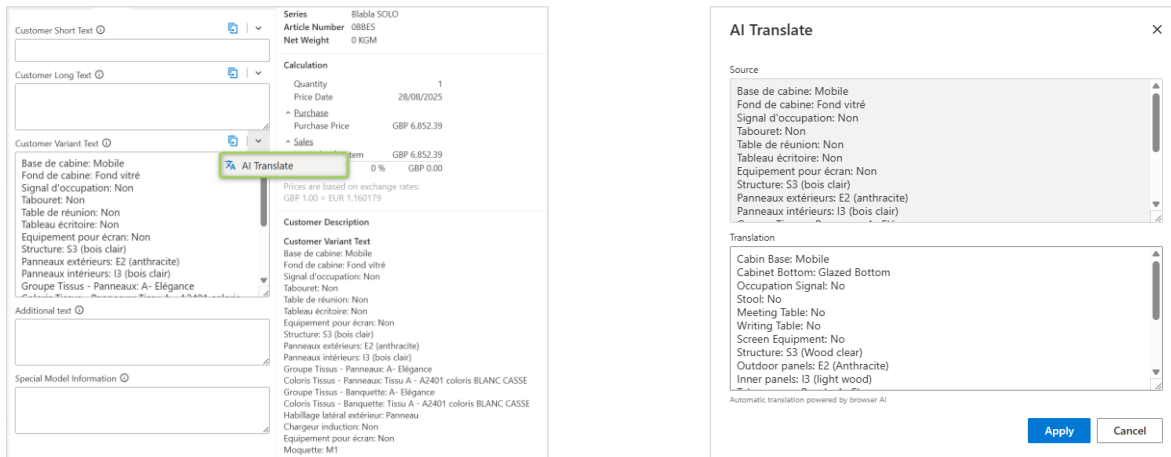 Customer Short Text
Customer Long Text
Customer Variant Text
AI Translate
Base de cabine: Mobile
Fond de cabine: Fond vitré
Signal d'occupation: Non
Tabouret: Non
Table de réunion: Non
Tableau écritoire: Non
Equipement pour écran: Non
Structure: S3 (bois clair)
Panneaux extérieurs: E2 (anthracite)
Panneaux intérieurs: I3 (bois clair)
Groupe Tissus - Panneaux: A- Elégance
Additional text
Special Model Information
Series Blabla SOLO
Article Number 0BBES
Net Weight 0 KGM
Calculation
Quantity 1
Price Date 28/08/2025
Purchase
Purchase Price GBP 6,852.39
Sales
tem GBP 6,852.39
0 % GBP 0.00
Prices are based on exchange rates:
GBP 1.00 = EUR 1.160179
Customer Description
Customer Variant Text
Base de cabine: Mobile
Fond de cabine: Fond vitré
Signal d'occupation: Non
Tabouret: Non
Table de réunion: Non
Tableau écritoire: Non
Equipement pour écran: Non
Structure: S3 (bois clair)
Panneaux extérieurs: E2 (anthracite)
Panneaux intérieurs: I3 (bois clair)
Groupe Tissus - Panneaux: A- Elégance
Coloris Tissus - Panneaux: Tissu A - A2401 coloris BLANC CASSE
Groupe Tissus - Banquette: A- Elégance
Coloris Tissus - Banquette: Tissu A - A2401 coloris BLANC CASSE
Habillage latéral extérieur: Panneau
Chargeur induction: Non
Equipement pour écran: Non
Moquette: M1
AI Translate
Source
Base de cabine: Mobile
Fond de cabine: Fond vitré
Signal d'occupation: Non
Tabouret: Non
Table de réunion: Non
Tableau écritoire: Non
Equipement pour écran: Non
Structure: S3 (bois clair)
Panneaux extérieurs: E2 (anthracite)
Panneaux intérieurs: I3 (bois clair)
Translation
Cabin Base: Mobile
Cabinet Bottom: Glazed Bottom
Occupation Signal: No
Stool: No
Meeting Table: No
Writing Table: No
Screen Equipment: No
Structure: S3 (Wood clear)
Outdoor panels: E2 (Anthracite)
Inner panels: I3 (light wood)
Automatic translation powered by browser AI
Apply
Cancel